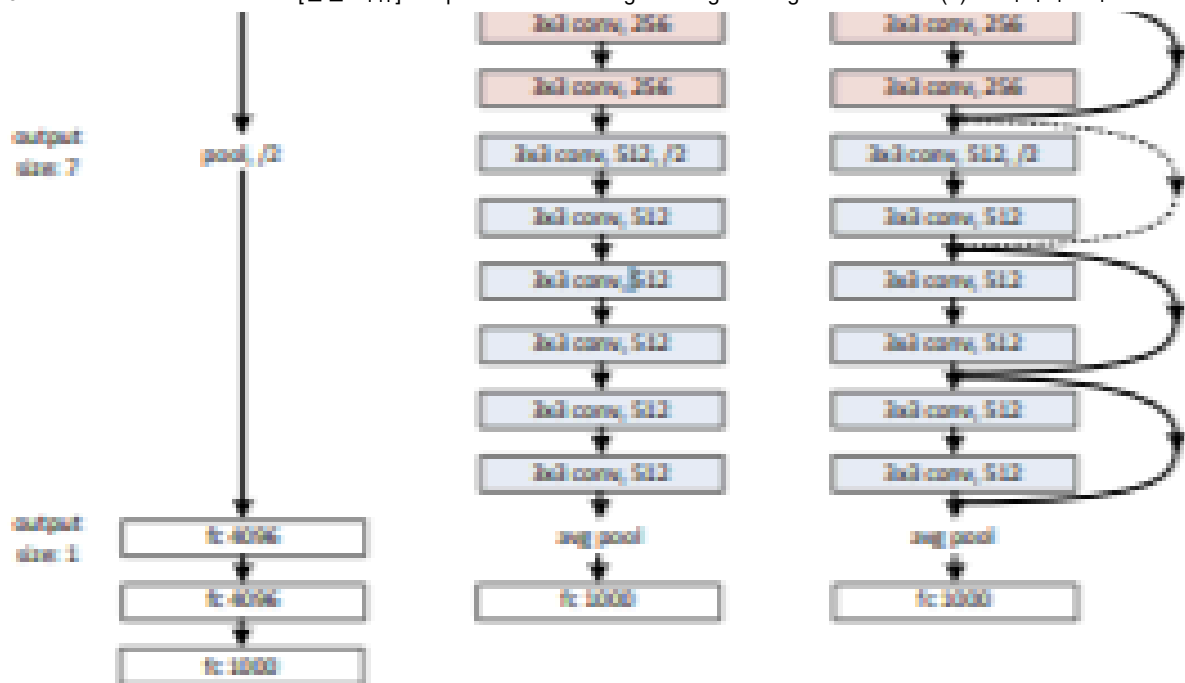 3x3 conv, 256
3x3 conv, 256
3x3 conv, 256
3x3 conv, 256
output
size: 7
pool, /2
3x3 conv, 512, /2
3x3 conv, 512, /2
3x3 conv, 512
3x3 conv, 512
3x3 conv, 512
3x3 conv, 512
3x3 conv, 512
3x3 conv, 512
3x3 conv, 512
3x3 conv, 512
3x3 conv, 512
3x3 conv, 512
output
size: 1
fc 4096
avg pool
avg pool
fc 4096
fc 1000
fc 1000
fc 1000